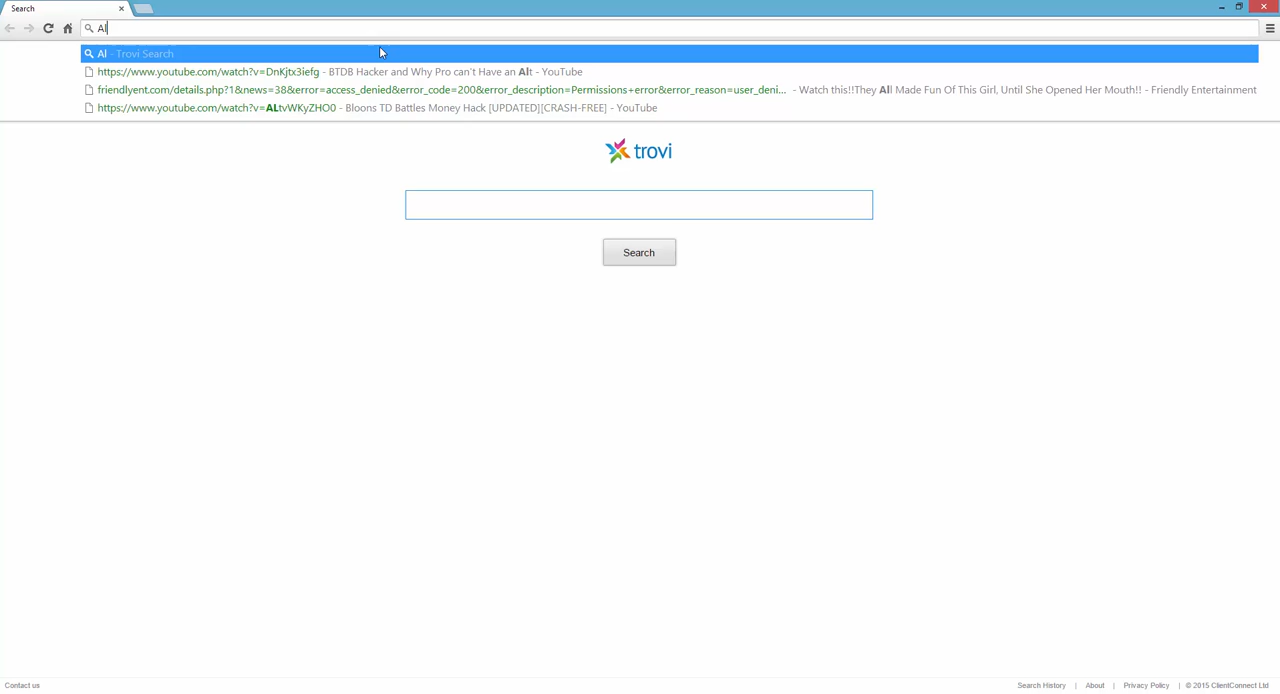 Search
Al
Al - Trovi Search
https://www.youtube.com/watch?v=DnKjtx3iefg - BTDB Hacker and Why Pro can't Have an Alt - YouTube
friendlyent.com/details.php?1&news=38&error=access_denied&error_code=200&error_description=Permissions+error&error_reason=user_deni... - Watch this!!They All Made Fun Of This Girl, Until She Opened Her Mouth!! - Friendly Entertainment
https://www.youtube.com/watch?v=ALtvWKyZHO0 - Bloons TD Battles Money Hack [UPDATED][CRASH-FREE] - YouTube
trovi
Search
Contact us
Search History | About | Privacy Policy | © 2015 ClientConnect Ltd